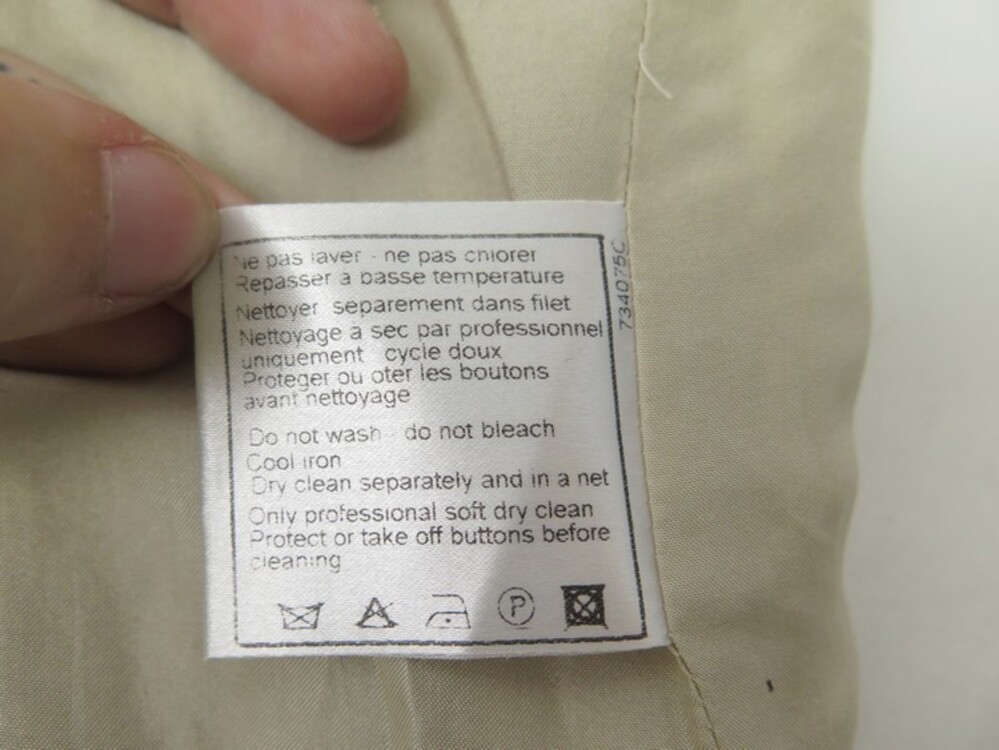 Ne pas laver - ne pas chlorer
Repasser a basse temperature
Nettoyer separement dans filet
Nettoyage à sec par professionnel
uniquement cycle doux
Proteger ou oter les boutons
avant nettoyage
Do not wash - do not bleach
Cool iron
Dry clean separately and in a net
Only professional soft dry clean
Protect or take off buttons before
cleaning
P
734075C